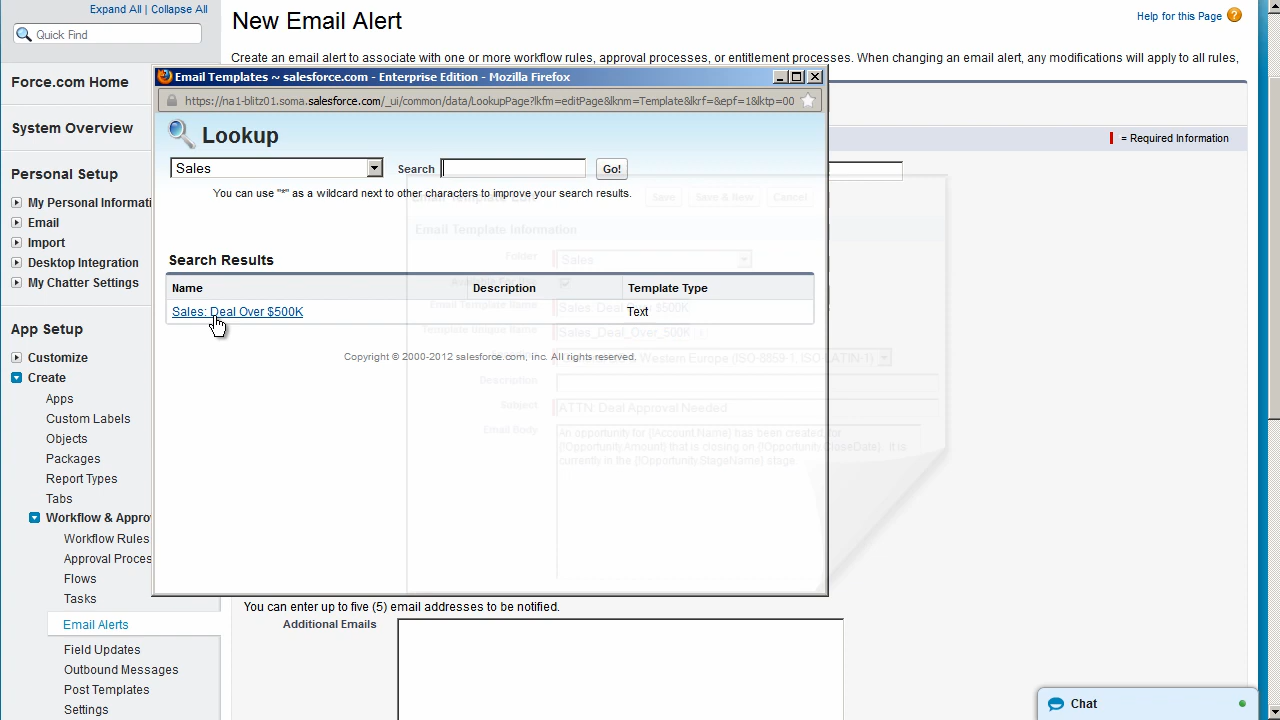 Expand All | Collapse All
Quick Find
Force.com Home
System Overview
Personal Setup
My Personal Informati
Email
Import
Desktop Integration
My Chatter Settings
App Setup
Customize
Create
Apps
Custom Labels
Objects
Packages
Report Types
Tabs
Workflow & Appro
Workflow Rules
Approval Proces
Flows
Tasks
Email Alerts
Field Updates
Outbound Messages
Post Templates
Settings
New Email Alert
Help for this Page ?
Create an email alert to associate with one or more workflow rules, approval processes, or entitlement processes. When changing an email alert, any modifications will apply to all rules,
= Required Information
Email Templates ~ salesforce.com - Enterprise Edition - Mozilla Firefox
https://na1-blitz01.soma.salesforce.com/_ui/common/data/LookupPage?lkfm=editPage&lknm=Template&lkrf=&epf=1&lktp=00
Lookup
Sales
Search
Go!
You can use "*" as a wildcard next to other characters to improve your search results.
Search Results
Name Description Template Type
Sales: Deal Over $500K Text
Copyright © 2000-2012 salesforce.com, inc. All rights reserved.
Save Save & New Cancel
Email Template Information
Folder Sales
Email Template Name Sales: Deal Over $500K
Template Unique Name Sales_Deal_Over_500K
Western Europe (ISO-8859-1, ISO-LATIN-1)
Description
Subject ATTN: Deal Approval Needed
Email Body An opportunity for {!Account.Name} has been created for
{!Opportunity.Amount} that is closing on {!Opportunity.CloseDate}. It is
currently in the {!Opportunity.StageName} stage.
You can enter up to five (5) email addresses to be notified.
Additional Emails
Chat